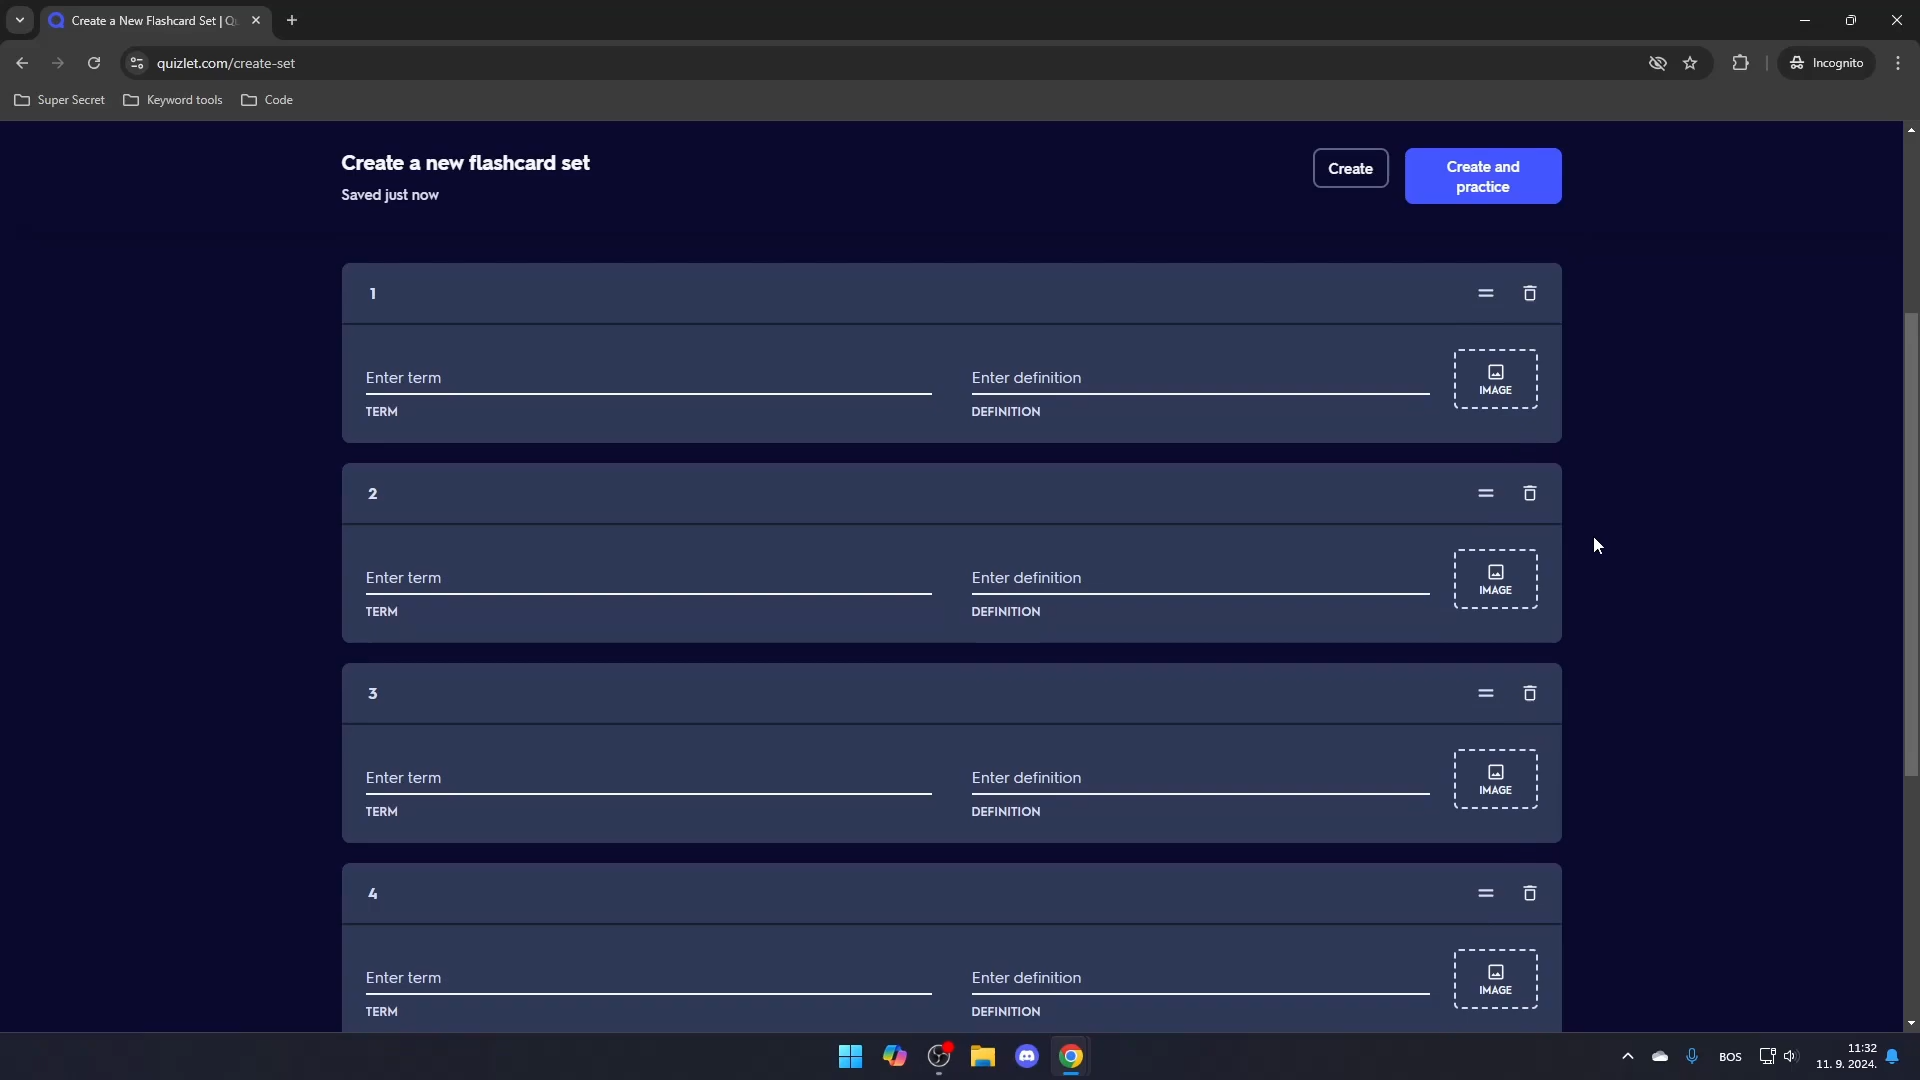 Create a New Flashcard Set | Q
quizlet.com/create-set
Incognito
Super Secret
Keyword tools
Code
Create a new flashcard set
Saved just now
Create
Create and
practice
1
Enter term
Enter definition
IMAGE
TERM
DEFINITION
2
Enter term
Enter definition
IMAGE
TERM
DEFINITION
3
Enter term
Enter definition
IMAGE
TERM
DEFINITION
4
Enter term
Enter definition
IMAGE
TERM
DEFINITION
BOS
11:32
11. 9. 2024.